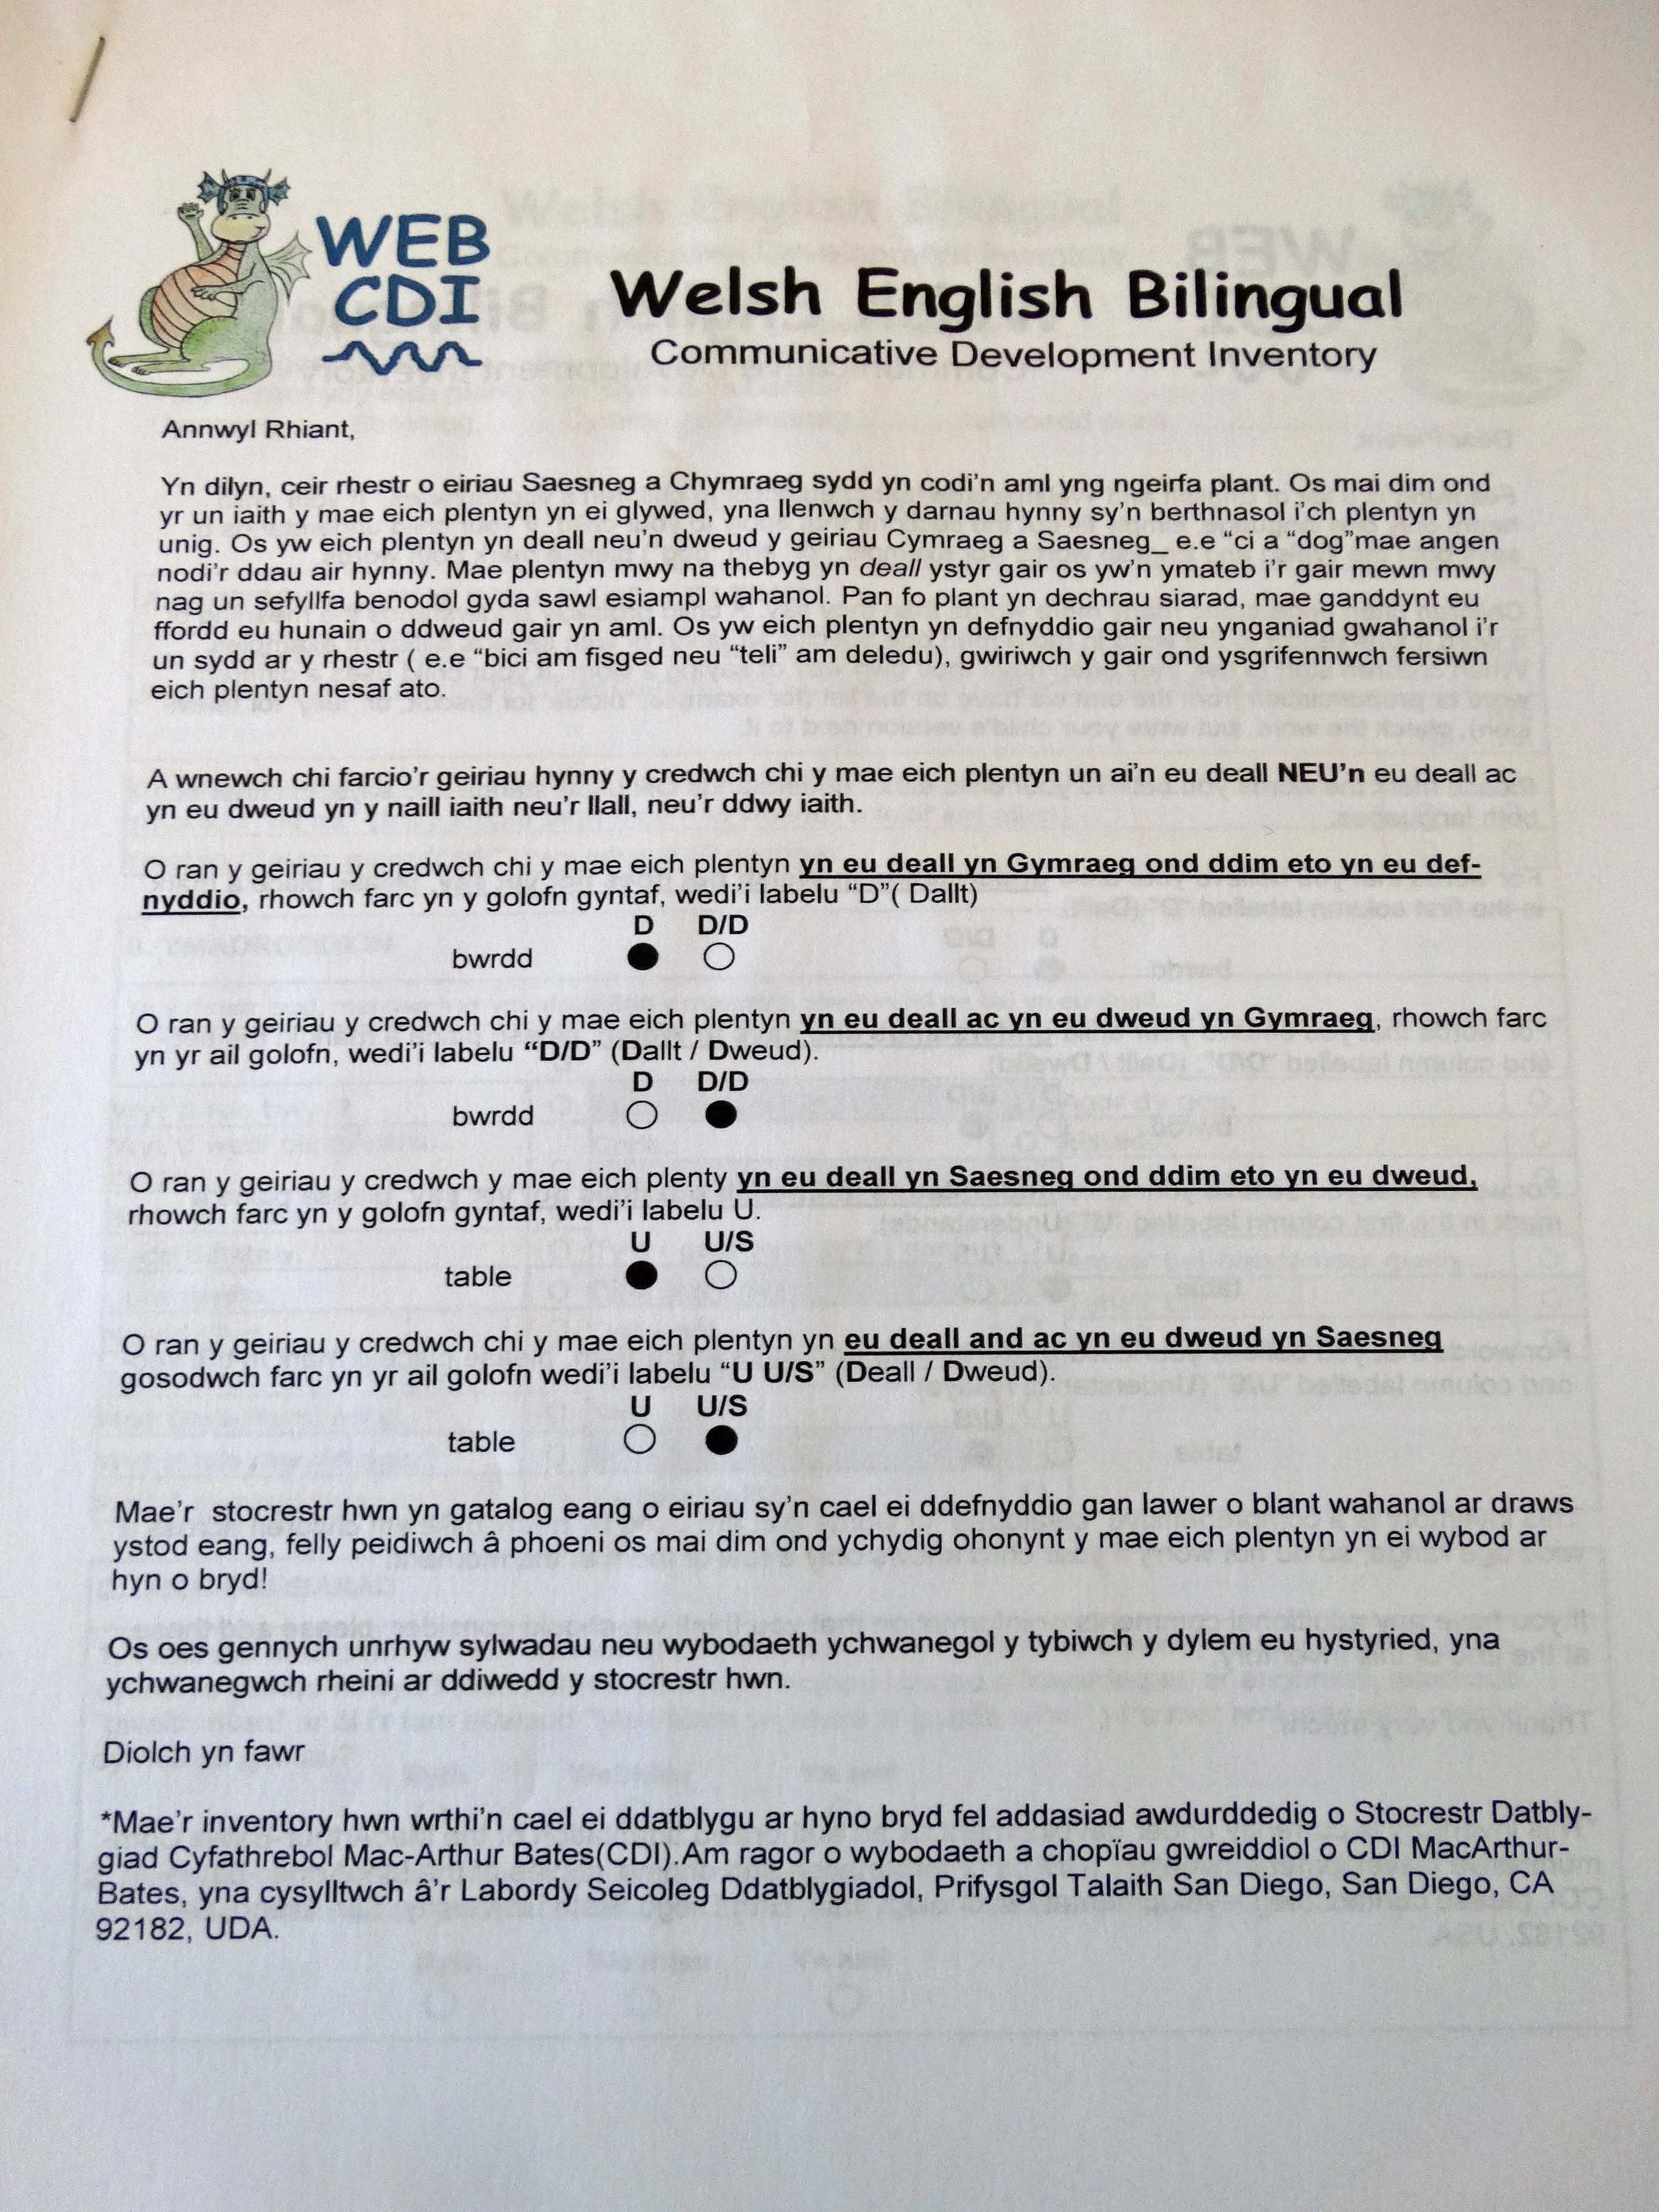 WEB
CDI
Welsh English Bilingual
Communicative Development Inventory
Annwyl Rhiant,
Yn dilyn, ceir rhestr o eiriau Saesneg a Chymraeg sydd yn codi'n aml yng ngeirfa plant. Os mai dim ond
yr un iaith y mae eich plentyn yn ei glywed, yna llenwch y darnau hynny sy'n berthnasol i'ch plentyn yn
unig. Os yw eich plentyn yn deall neu'n dweud y geiriau Cymraeg a Saesneg_ e.e “ci a “dog”mae angen
nodi'r ddau air hynny. Mae plentyn mwy na thebyg yn deall ystyr gair os yw'n ymateb i'r gair mewn mwy
nag un sefyllfa benodol gyda sawl esiampl wahanol. Pan fo plant yn dechrau siarad, mae ganddynt eu
ffordd eu hunain o ddweud gair yn aml. Os yw eich plentyn yn defnyddio gair neu ynganiad gwahanol i'r
un sydd ar y rhestr ( e.e “bici am fisged neu “teli” am deledu), gwiriwch y gair ond ysgrifennwch fersiwn
eich plentyn nesaf ato.
A wnewch chi farcio'r geiriau hynny y credwch chi y mae eich plentyn un ai'n eu deall NEU'n eu deall ac
yn eu dweud yn y naill iaith neu'r llall, neu'r ddwy iaith.
O ran y geiriau y credwch chi y mae eich plentyn yn eu deall yn Gymraeg ond ddim eto yn eu def-
nyddio, rhowch farc yn y golofn gyntaf, wedi'i labelu “D”( Dallt)
D D/D
bwrdd
O ran y geiriau y credwch chi y mae eich plentyn yn eu deall ac yn eu dweud yn Gymraeg, rhowch farc
yn yr ail golofn, wedi'i labelu “D/D” (Dallt / Dweud).
D D/D
bwrdd
O ran y geiriau y credwch y mae eich plenty yn eu deall yn Saesneg ond ddim eto yn eu dweud,
rhowch farc yn y golofn gyntaf, wedi'i labelu U.
U U/S
table
O ran y geiriau y credwch chi y mae eich plentyn yn eu deall and ac yn eu dweud yn Saesneg
gosodwch farc yn yr ail golofn wedi'i labelu “U U/S” (Deall / Dweud).
U U/S
table
Mae'r stocrestr hwn yn gatalog eang o eiriau sy'n cael ei ddefnyddio gan lawer o blant wahanol ar draws
ystod eang, felly peidiwch â phoeni os mai dim ond ychydig ohonynt y mae eich plentyn yn ei wybod ar
hyn o bryd!
Os oes gennych unrhyw sylwadau neu wybodaeth ychwanegol y tybiwch y dylem eu hystyried, yna
ychwanegwch rheini ar ddiwedd y stocrestr hwn.
Diolch yn fawr
*Mae'r inventory hwn wrthi'n cael ei ddatblygu ar hyno bryd fel addasiad awdurddedig o Stocrestr Datbly-
giad Cyfathrebol Mac-Arthur Bates(CDI).Am ragor o wybodaeth a chopïau gwreiddiol o CDI MacArthur-
Bates, yna cysylltwch â'r Labordy Seicoleg Ddatblygiadol, Prifysgol Talaith San Diego, San Diego, CA
92182, UDA.